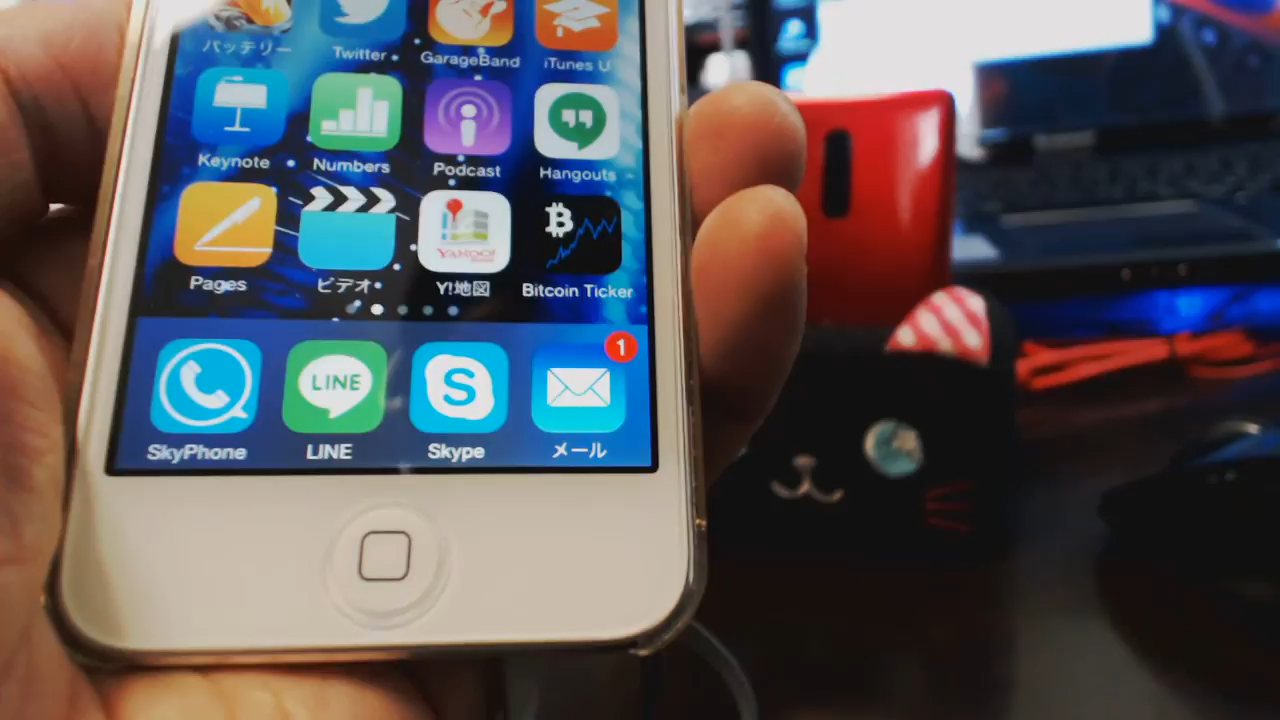 バッテリー Twitter GarageBand iTunes U
Keynote Numbers Podcast Hangouts
YAHOO!
Pages ビデオ Y!地図 Bitcoin Ticker
1
LINE
S
SkyPhone LINE Skype メール